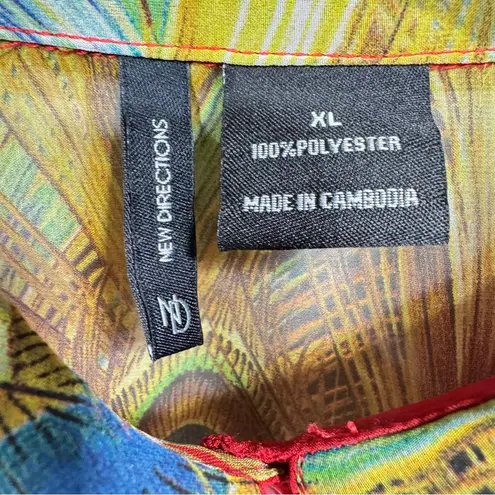 NEW DIRECTIONS
ND
XL
100%POLYESTER
MADE IN CAMBODIA